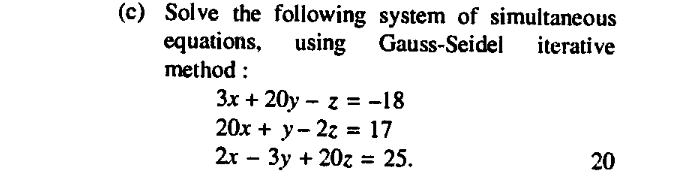 (c) Solve the following system of simultaneous
equations, using Gauss-Seidel iterative
method :
3x + 20y – z = –18
20x + y – 2z = 17
2x – 3y + 20z = 25. 20